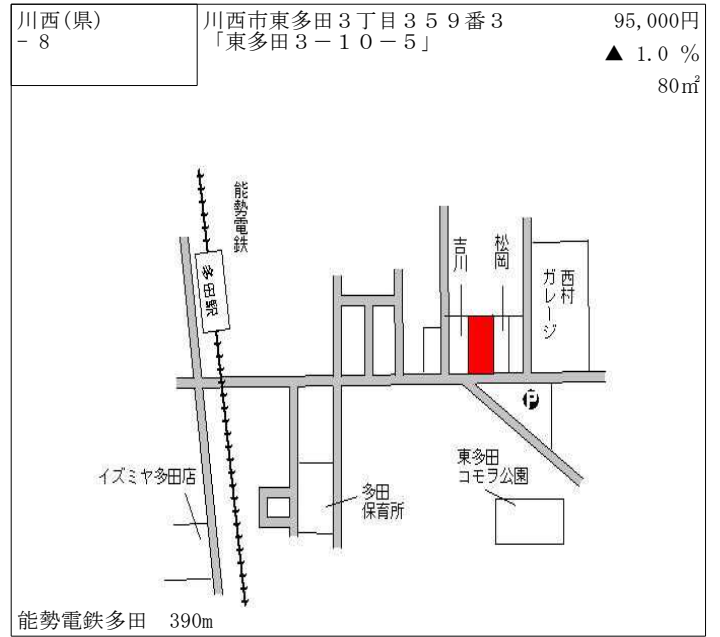 川西(県)
－８
川西市東多田３丁目３５９番３
「東多田３－１０－５」
95,000円
▲ 1.0 %
80㎡
能勢電鉄
多田駅
吉川
松岡
西村
ガレージ
P
イズミヤ多田店
多田
保育所
東多田
コモラ公園
能勢電鉄多田　390m